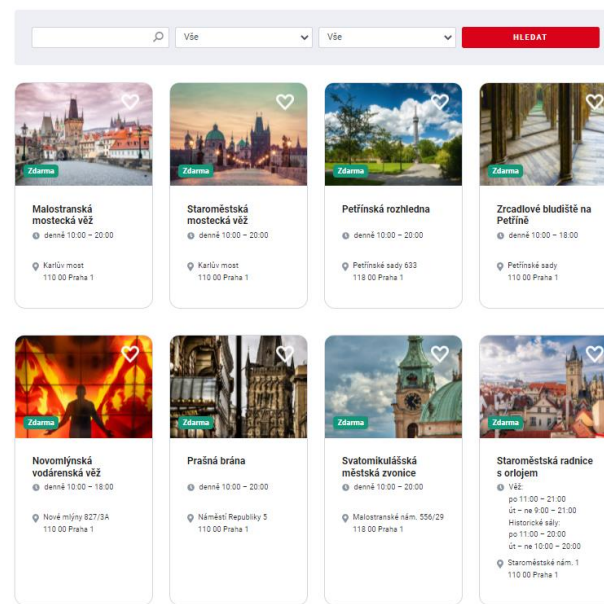 Vše
Vše
HLEDAT
Zdarma
Zdarma
Zdarma
Zdarma
Malostranská
mostecká věž
denně 10:00 – 20:00
Karlův most
110 00 Praha 1
Staroměstská
mostecká věž
denně 10:00 – 20:00
Karlův most
110 00 Praha 1
Petřínská rozhledna
denně 10:00 – 20:00
Petřínské sady 633
118 00 Praha 1
Zrcadlové bludiště na
Petříně
denně 10:00 – 18:00
Petřínské sady
110 00 Praha 1
Zdarma
Zdarma
Zdarma
Novomlýnská
vodárenská věž
denně 10:00 – 18:00
Nové mlýny 827/3A
110 00 Praha 1
Prašná brána
denně 10:00 – 20:00
Náměstí Republiky 5
110 00 Praha 1
Svatomikulášská
městská zvonice
denně 10:00 – 20:00
Malostranské nám. 556/29
118 00 Praha 1
Staroměstská radnice
s orlojem
Věž:
po 11:00 – 21:00
út – ne 9:00 – 21:00
Historické sály:
po 11:00 – 20:00
út – ne 10:00 – 20:00
Staroměstské nám. 1
110 00 Praha 1